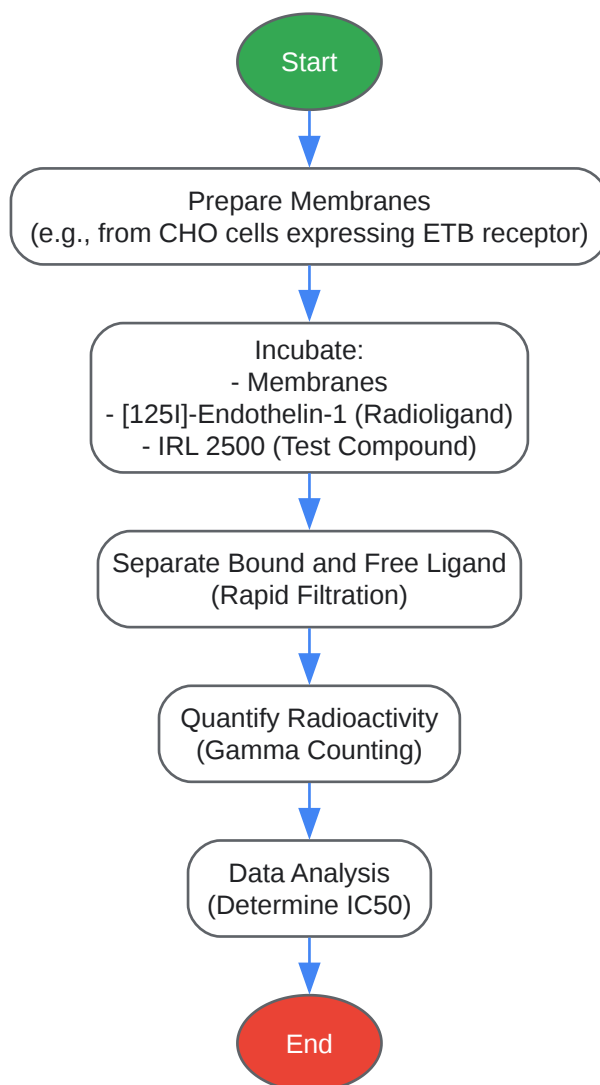 Start
Prepare Membranes
(e.g., from CHO cells expressing ETB receptor)
Incubate:
- Membranes
- [125I]-Endothelin-1 (Radioligand)
- IRL 2500 (Test Compound)
Separate Bound and Free Ligand
(Rapid Filtration)
Quantify Radioactivity
(Gamma Counting)
Data Analysis
(Determine IC50)
End